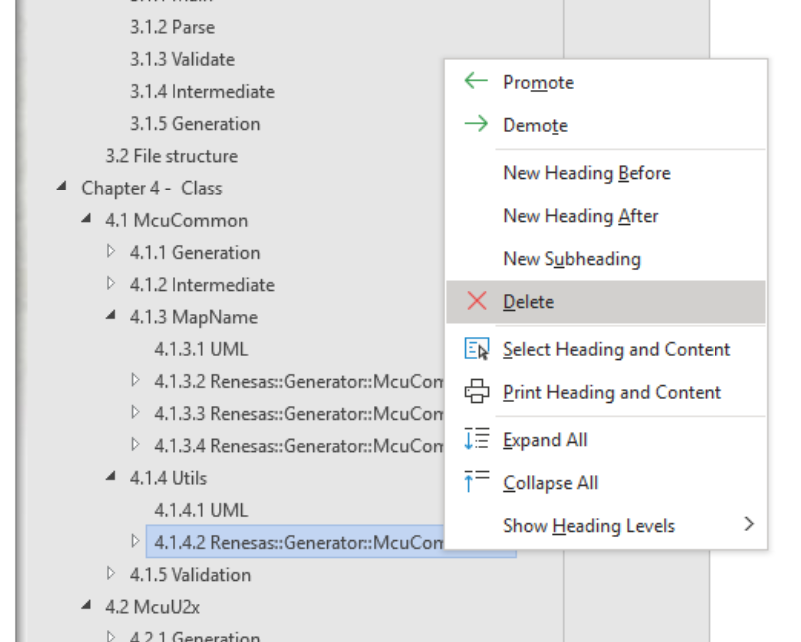 3.1.2 Parse
3.1.3 Validate
3.1.4 Intermediate
3.1.5 Generation
3.2 File structure
Chapter 4 - Class
4.1 McuCommon
4.1.1 Generation
4.1.2 Intermediate
4.1.3 MapName
4.1.3.1 UML
4.1.3.2 Renesas::Generator::McuCom
4.1.3.3 Renesas::Generator::McuCom
4.1.3.4 Renesas::Generator::McuCom
4.1.4 Utils
4.1.4.1 UML
4.1.4.2 Renesas::Generator::McuCom
4.1.5 Validation
4.2 McuU2x
4.2.1 Generation
Promote
Demote
New Heading Before
New Heading After
New Subheading
Delete
Select Heading and Content
Print Heading and Content
Expand All
Collapse All
Show Heading Levels